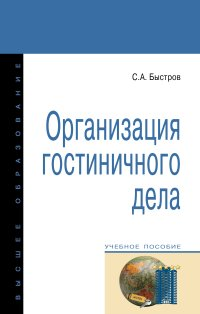 ВЫСШЕЕ ОБРАЗОВАНИЕ
С.А. Быстров
Организация
гостиничного
дела
УЧЕБНОЕ ПОСОБИЕ